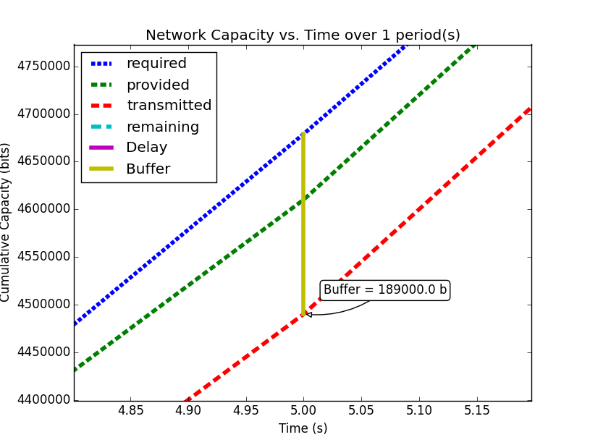 Network Capacity vs. Time over 1 period(s)
required
provided
transmitted
remaining
Delay
Buffer
Cumulative Capacity (bits)
4750000
4700000
4650000
4600000
4550000
4500000
4450000
4400000
Buffer = 189000.0 b
4.85 4.90 4.95 5.00 5.05 5.10 5.15
Time (s)